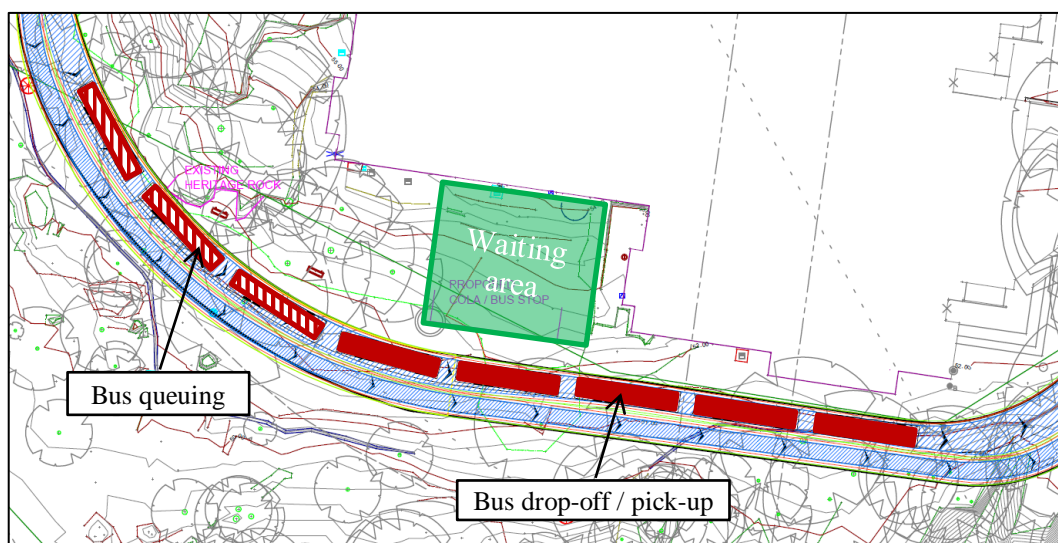 EXISTING
HERITAGE ROCK
Waiting
area
COLA / BUS STOP
Bus queuing
Bus drop-off / pick-up